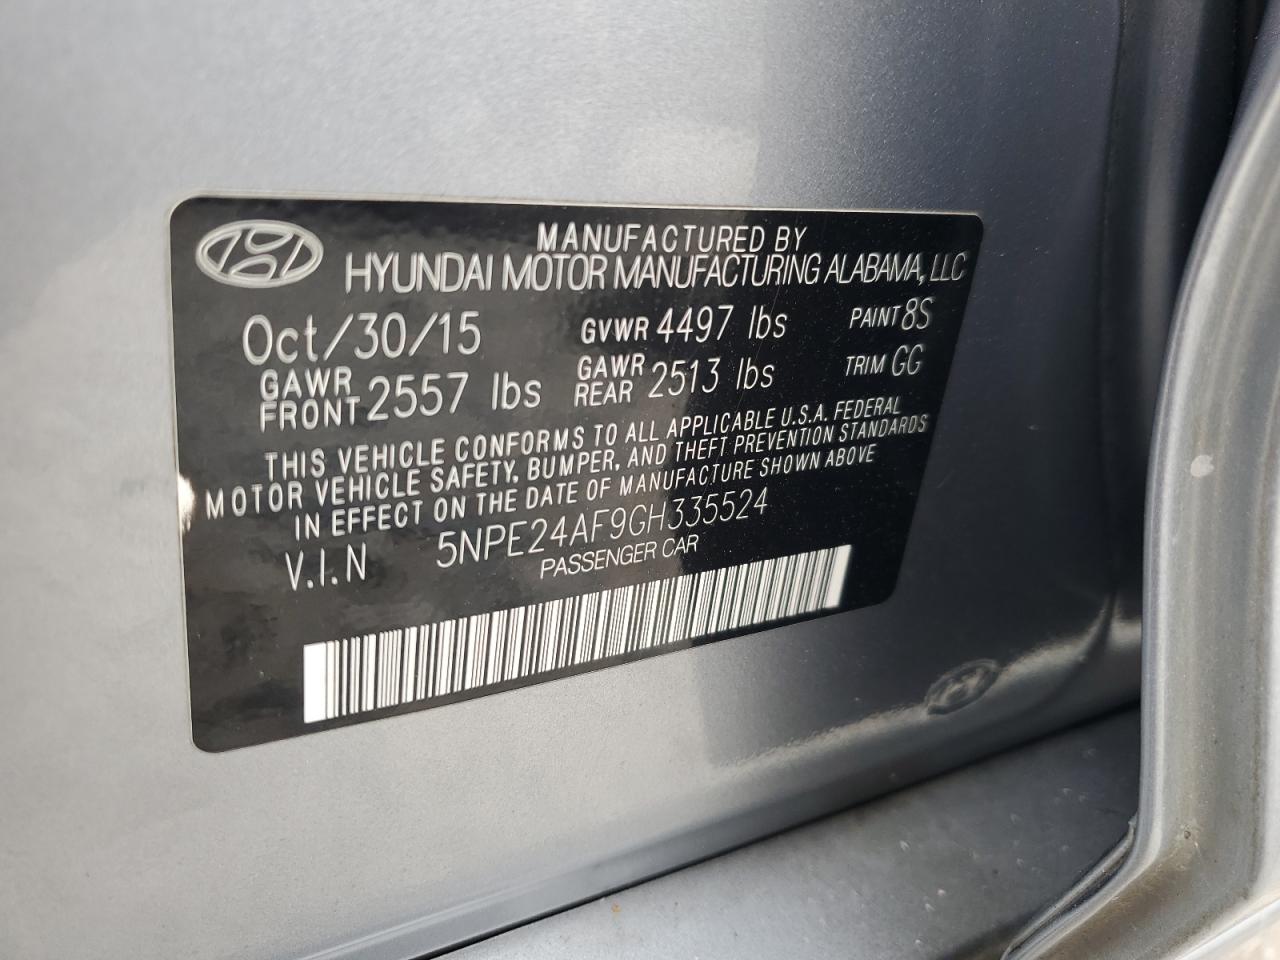 MANUFACTURED BY
HYUNDAI MOTOR MANUFACTURING ALABAMA, LLC
Oct/30/15 GVWR 4497 lbs PAINT 8S
GAWR FRONT 2557 lbs GAWR REAR 2513 lbs TRIM GG
THIS VEHICLE CONFORMS TO ALL APPLICABLE U.S.A. FEDERAL
MOTOR VEHICLE SAFETY, BUMPER, AND THEFT PREVENTION STANDARDS
IN EFFECT ON THE DATE OF MANUFACTURE SHOWN ABOVE
V.I.N 5NPE24AF9GH335524
PASSENGER CAR